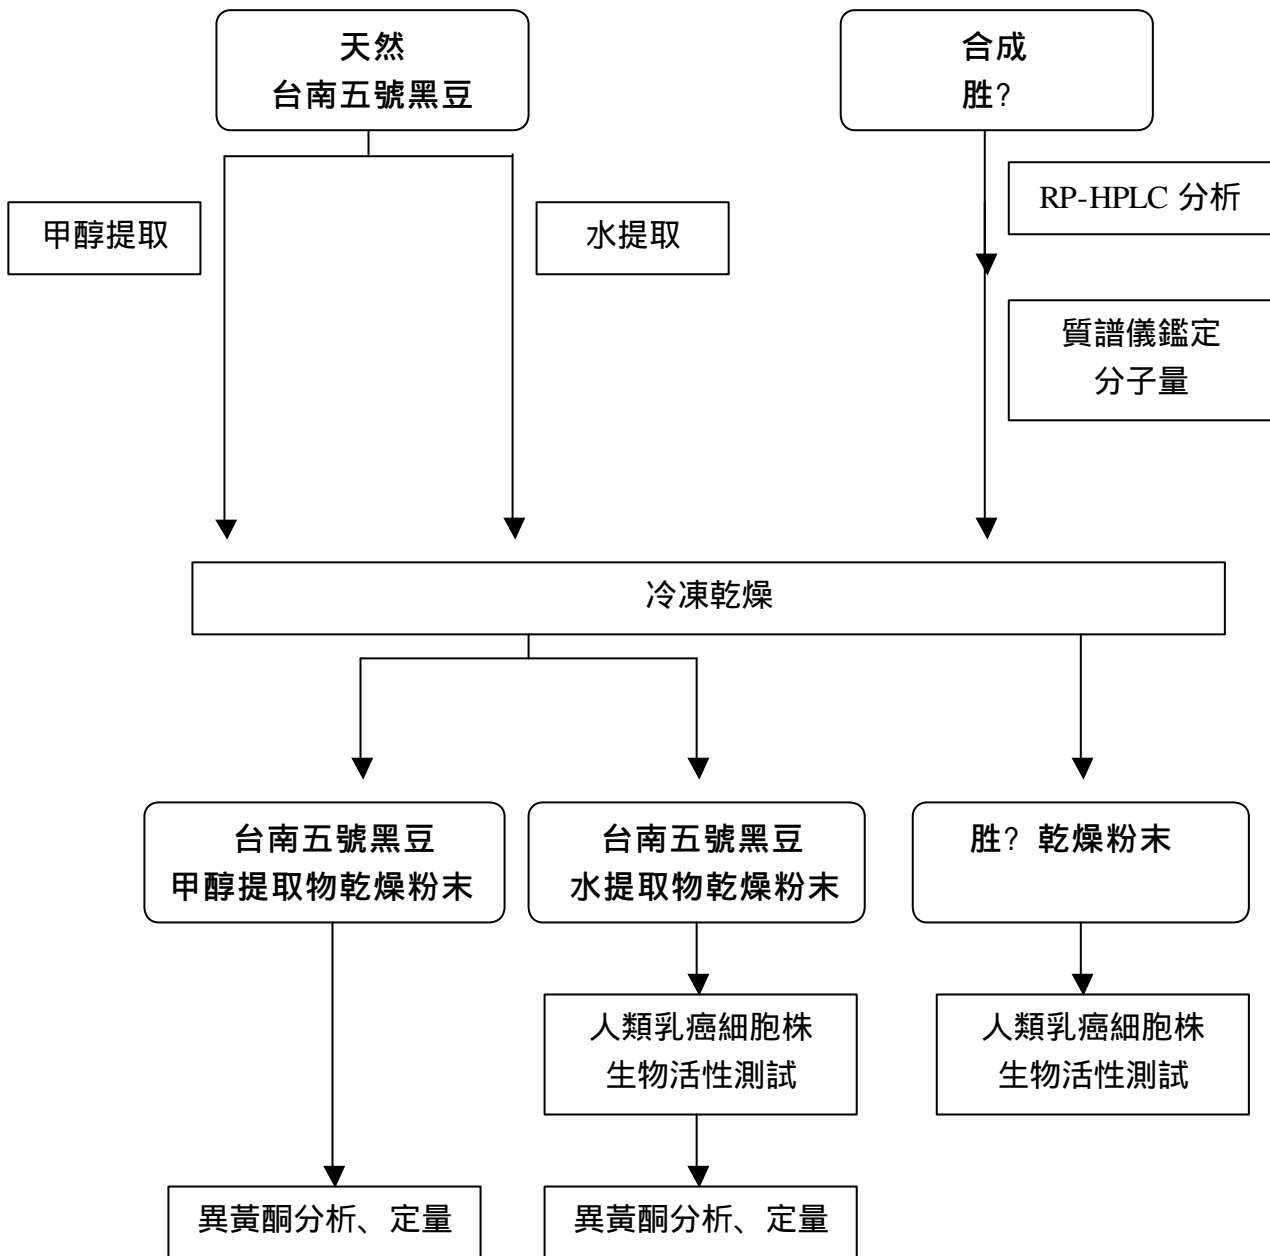 天然
台南五號黑豆
合成
胜?
RP-HPLC 分析
甲醇提取
水提取
質譜儀鑑定
分子量
冷凍乾燥
台南五號黑豆
甲醇提取物乾燥粉末
台南五號黑豆
水提取物乾燥粉末
胜? 乾燥粉末
人類乳癌細胞株
生物活性測試
人類乳癌細胞株
生物活性測試
異黃酮分析、定量
異黃酮分析、定量